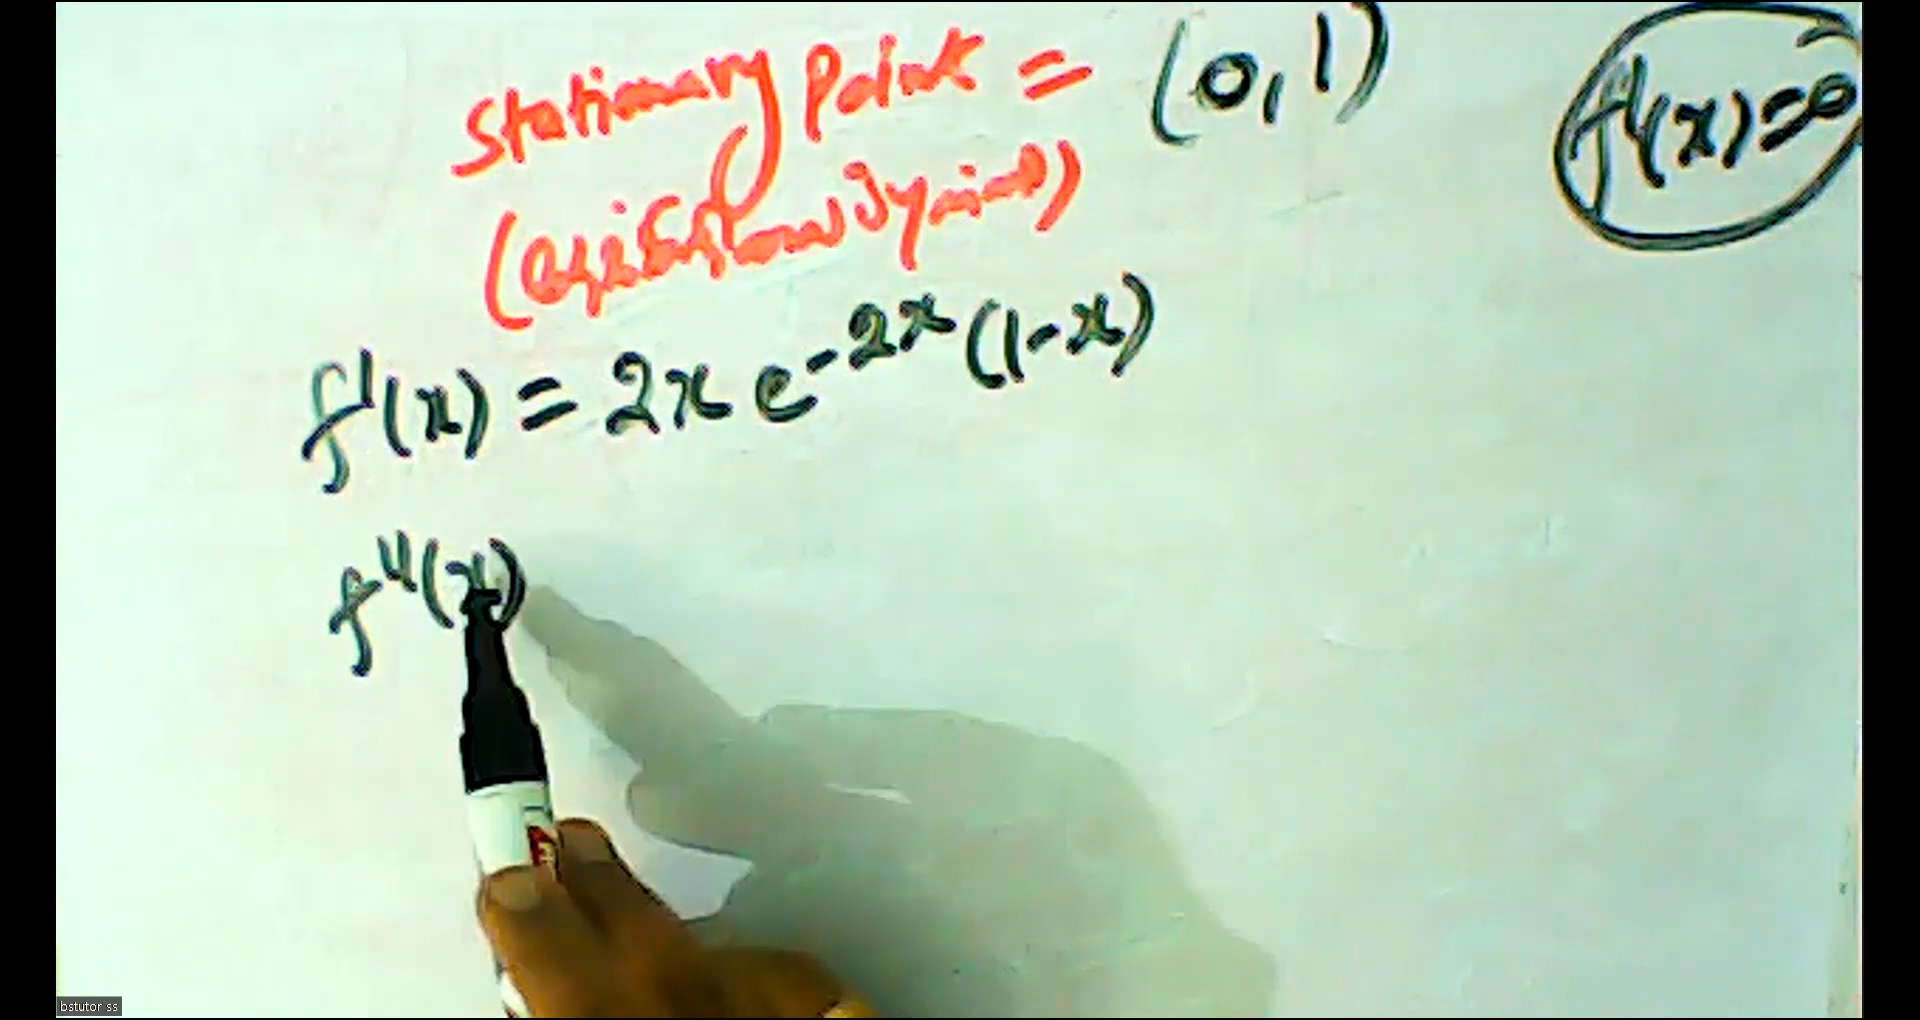 Stationary Point = (0, 1)
f'(x)=0
f'(x) = 2x e^{-2x} (1-x)
f''(x)
bstutor ss